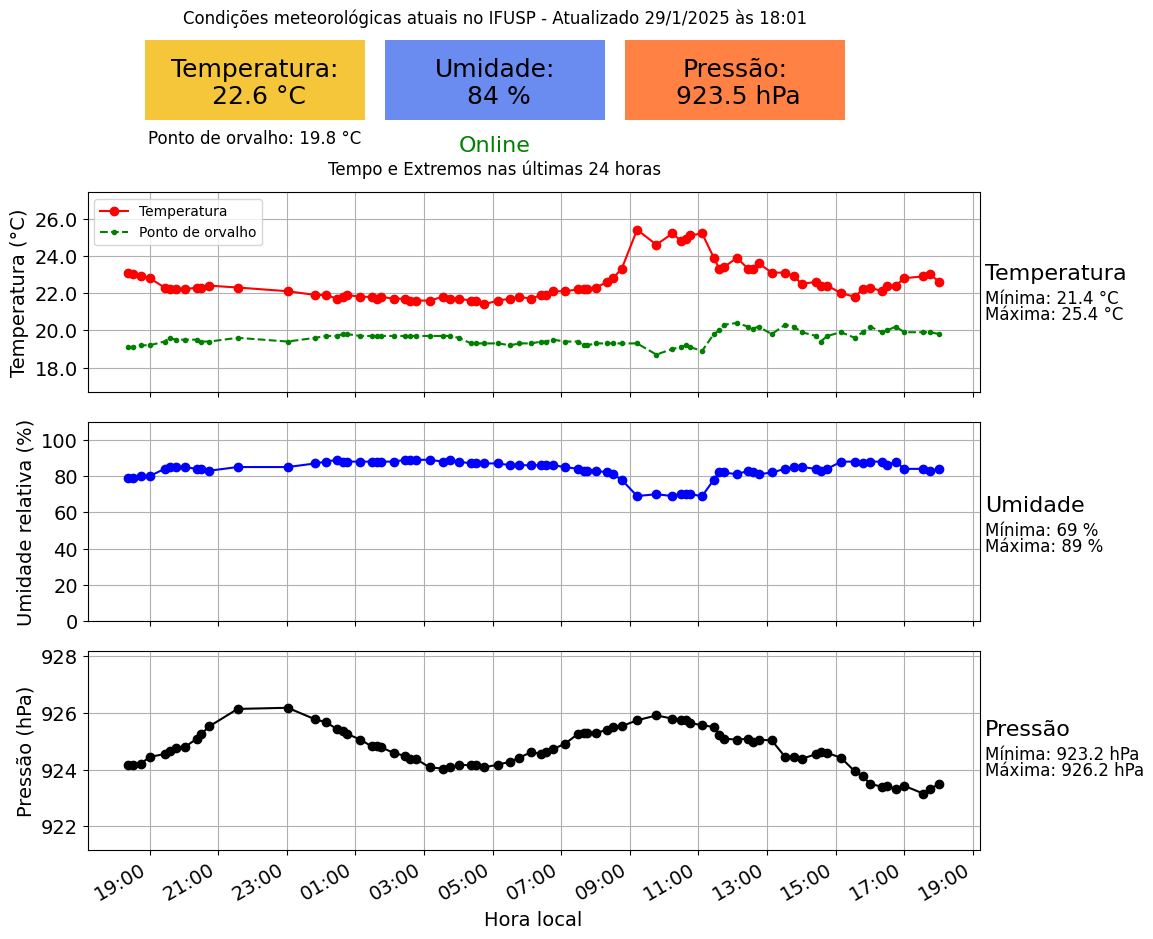 Condições meteorológicas atuais no IFUSP - Atualizado 29/1/2025 às 18:01
Temperatura:
22.6 °C
Umidade:
84 %
Pressão:
923.5 hPa
Ponto de orvalho: 19.8 °C
Online
Tempo e Extremos nas últimas 24 horas
Temperatura (°C)
26.0
24.0
22.0
20.0
18.0
Temperatura
Ponto de orvalho
Temperatura
Mínima: 21.4 °C
Máxima: 25.4 °C
Umidade relativa (%)
100
80
60
40
20
0
Umidade
Mínima: 69 %
Máxima: 89 %
Pressão (hPa)
928
926
924
922
Pressão
Mínima: 923.2 hPa
Máxima: 926.2 hPa
19:00 21:00 23:00 01:00 03:00 05:00 07:00 09:00 11:00 13:00 15:00 17:00 19:00
Hora local